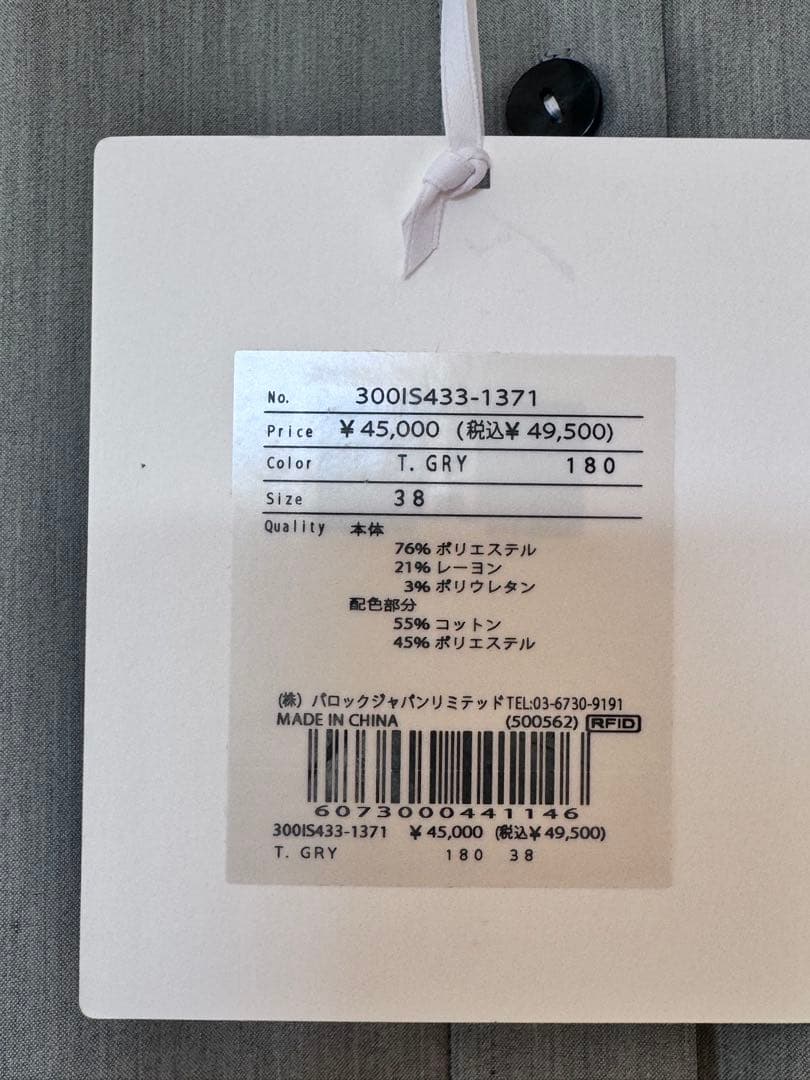 No. 300IS433-1371
Price ¥45,000 (税込¥49,500)
Color T. GRY 180
Size 38
Quality 本体
76% ポリエステル
21% レーヨン
3% ポリウレタン
配色部分
55% コットン
45% ポリエステル
(株) バロックジャパンリミテッドTEL:03-6730-9191
MADE IN CHINA (500562) RFID
6073000441146
300IS433-1371 ¥45,000 (税込¥49,500)
T. GRY 180 38